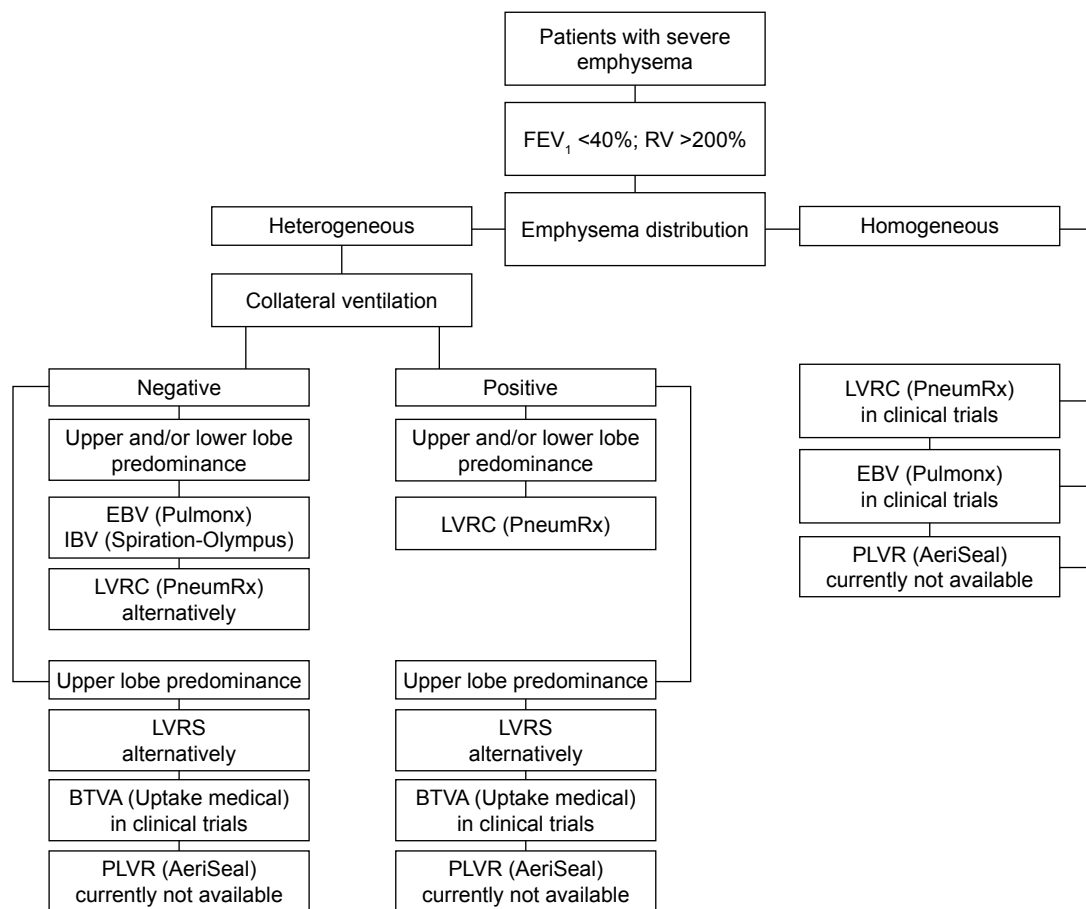 Patients with severe
emphysema
FEV₁ <40%; RV >200%
Heterogeneous
Emphysema distribution
Homogeneous
Collateral ventilation
Negative
Upper and/or lower lobe
predominance
EBV (Pulmonx)
IBV (Spiration-Olympus)
LVRC (PneumRx)
alternatively
Upper lobe predominance
LVRS
alternatively
BTVA (Uptake medical)
in clinical trials
PLVR (AeriSeal)
currently not available
Positive
Upper and/or lower lobe
predominance
LVRC (PneumRx)
Upper lobe predominance
LVRS
alternatively
BTVA (Uptake medical)
in clinical trials
PLVR (AeriSeal)
currently not available
LVRC (PneumRx)
in clinical trials
EBV (Pulmonx)
in clinical trials
PLVR (AeriSeal)
currently not available